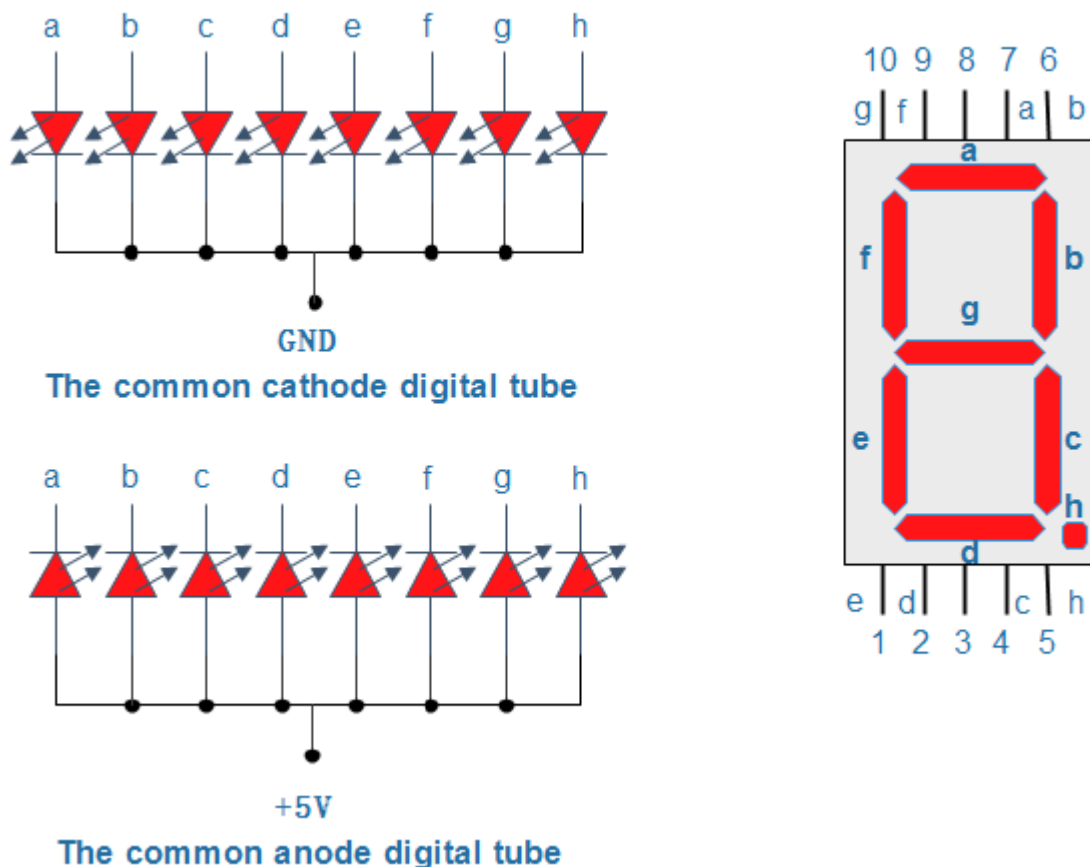 a b c d e f g h
GND
The common cathode digital tube
a b c d e f g h
+5V
The common anode digital tube
10 9 8 7 6
g f a b
a
f b
g
e c
h
d
e d c h
1 2 3 4 5